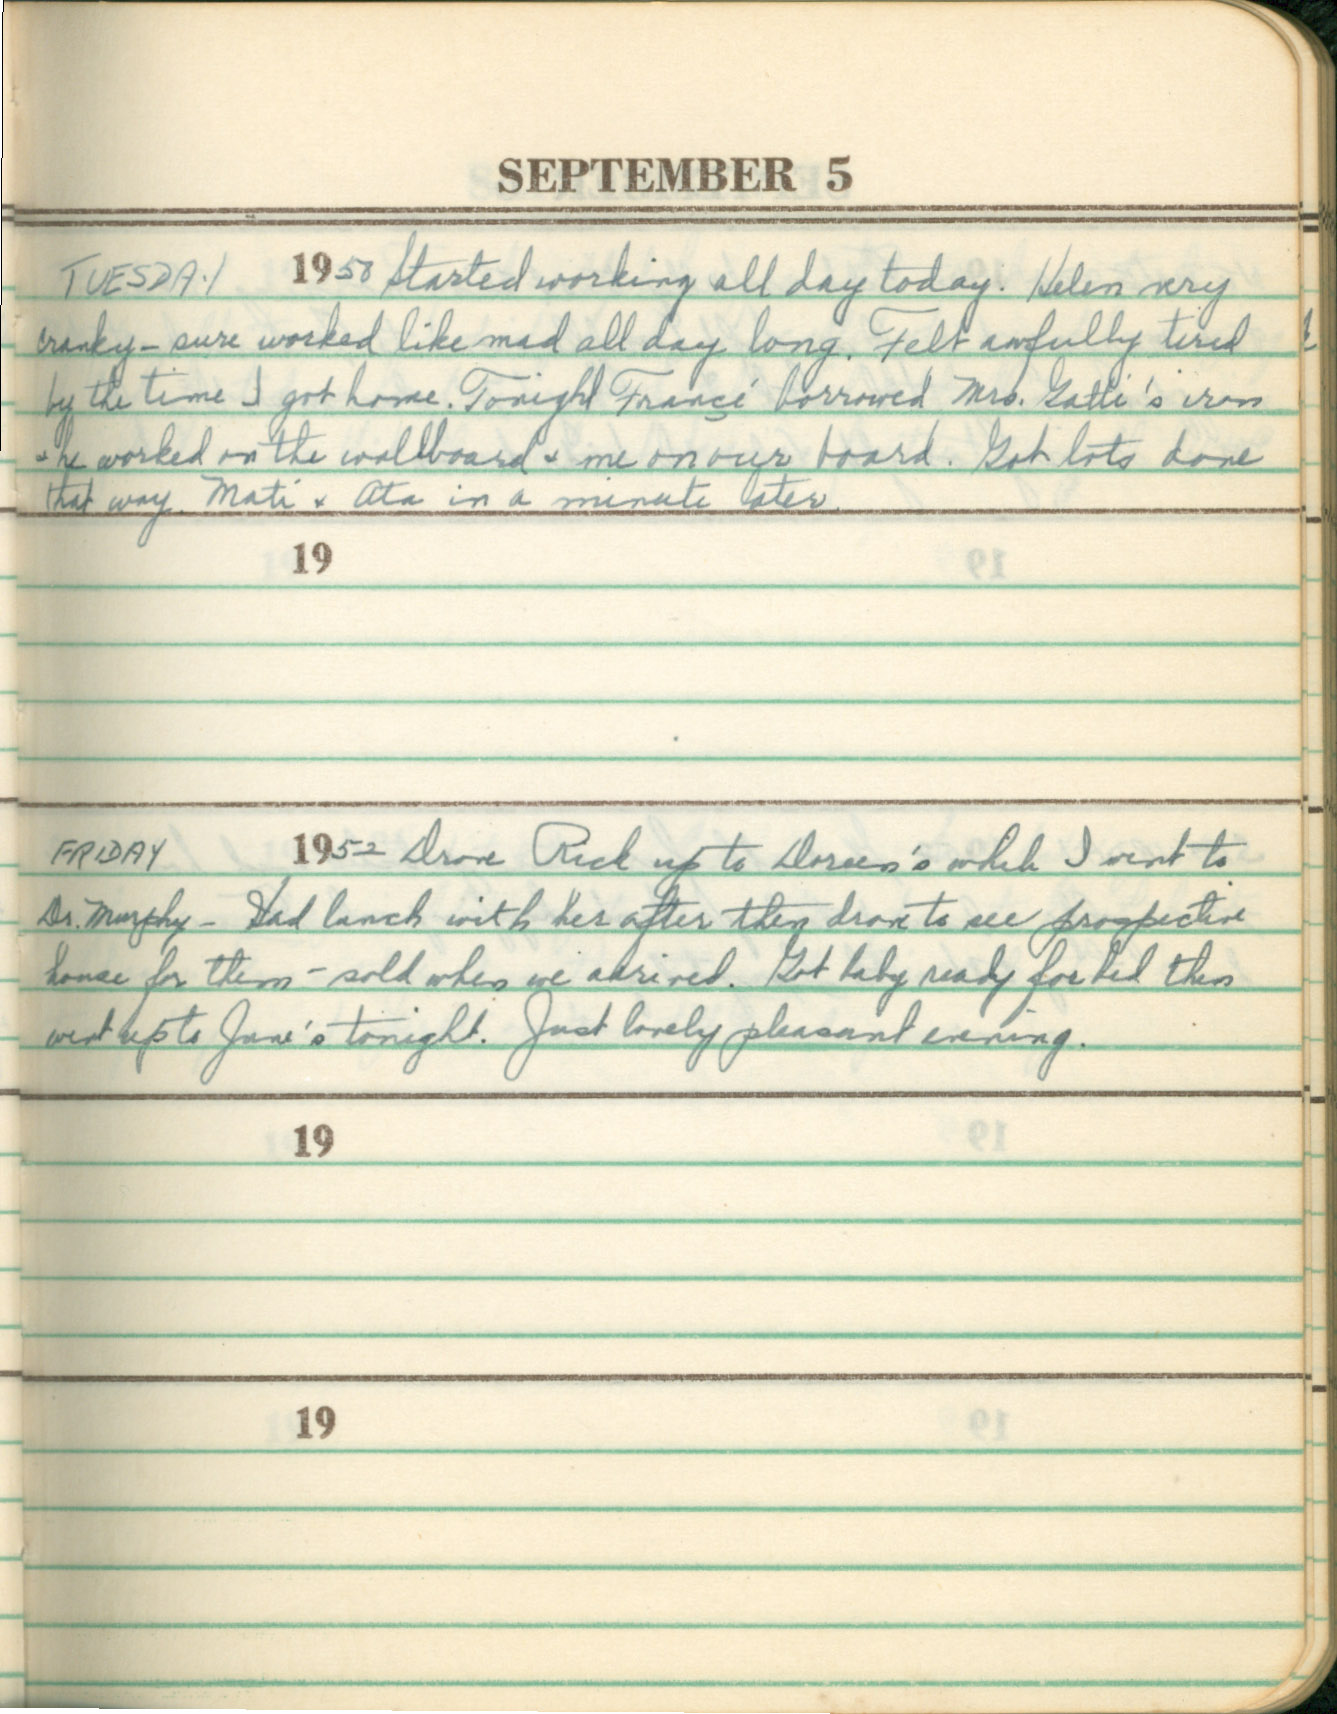 SEPTEMBER 5
TUESDAY 1950 Started working all day today. Helen very
cranky - sure worked like mad all day long. Felt awfully tired
by the time I got home. Tonight Francé borrowed Mrs. Gatti's iron
& he worked on the wallboard & me on our board. Got lots done
that way. Mati & Ata in a minute later.
19
FRIDAY 1952 Drove Rick up to Doreen's while I went to
Dr. Murphy - Had lunch with her after then drove to see prospective
house for them - sold when we arrived. Got baby ready for bed then
went up to June's tonight. Just lovely pleasant evening.
19
19